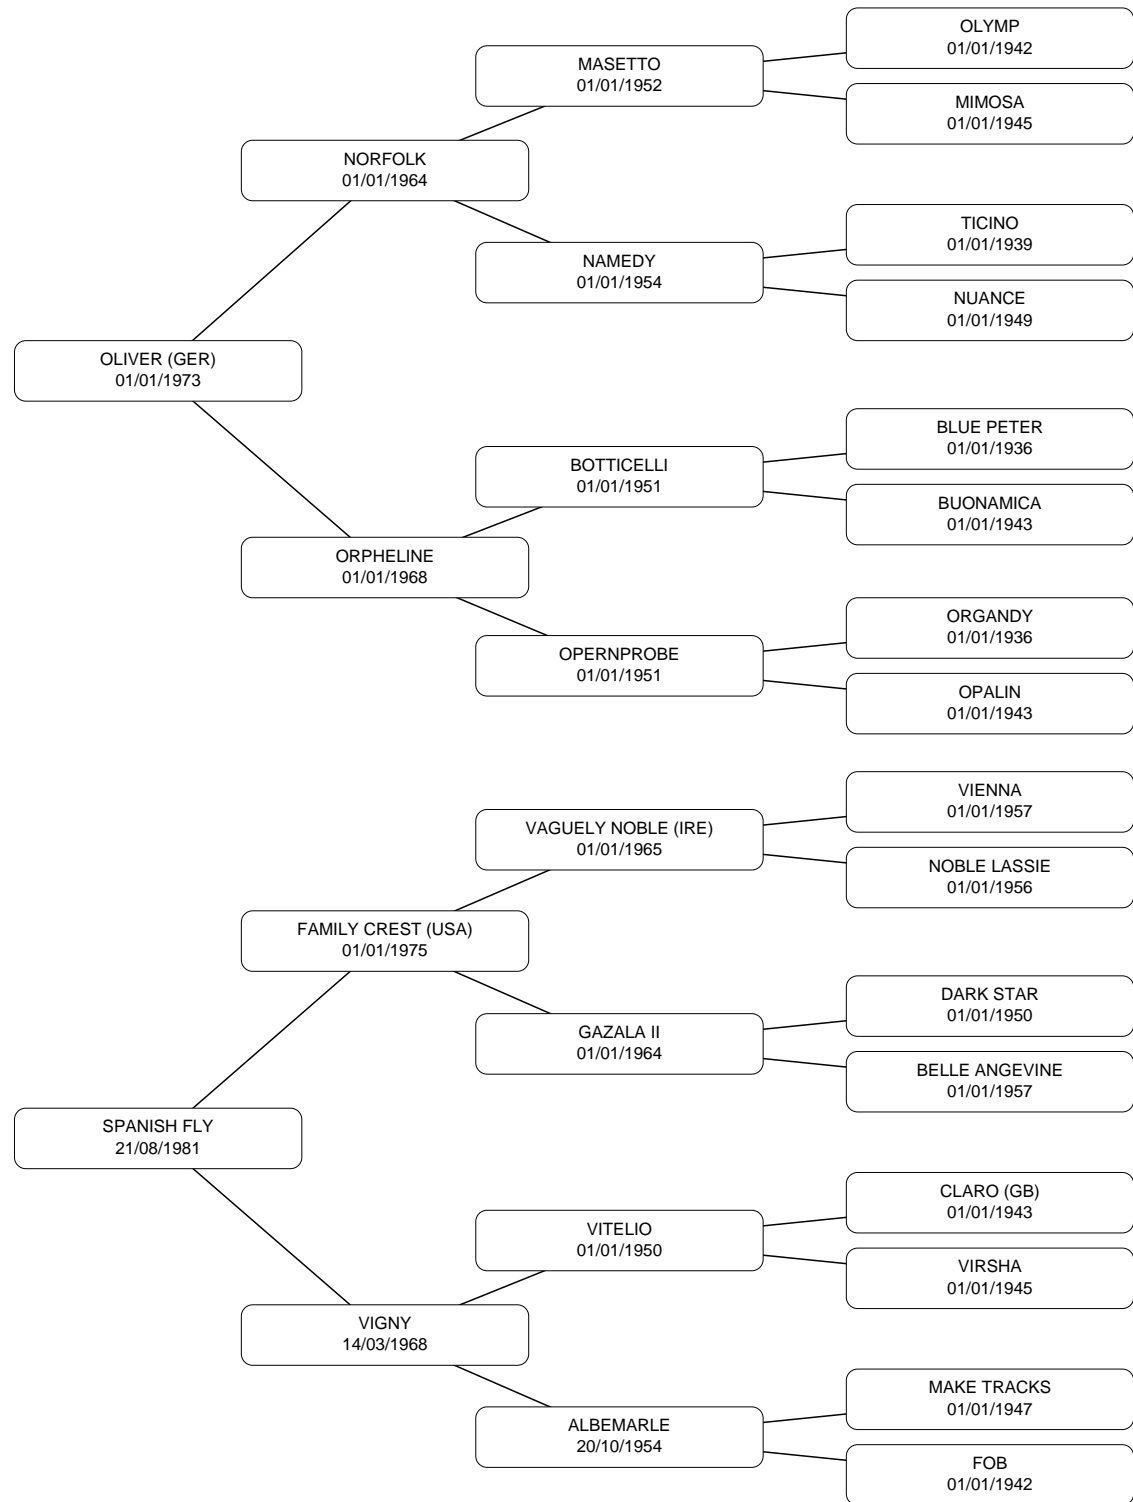 OLYMP
01/01/1942
MASETTO
01/01/1952
MIMOSA
01/01/1945
NORFOLK
01/01/1964
TICINO
01/01/1939
NAMEDY
01/01/1954
NUANCE
01/01/1949
OLIVER (GER)
01/01/1973
BLUE PETER
01/01/1936
BOTTICELLI
01/01/1951
BUONAMICA
01/01/1943
ORPHELINE
01/01/1968
ORGANDY
01/01/1936
OPERNPROBE
01/01/1951
OPALIN
01/01/1943
VIENNA
01/01/1957
VAGUELY NOBLE (IRE)
01/01/1965
NOBLE LASSIE
01/01/1956
FAMILY CREST (USA)
01/01/1975
DARK STAR
01/01/1950
GAZALA II
01/01/1964
BELLE ANGEVINE
01/01/1957
SPANISH FLY
21/08/1981
CLARO (GB)
01/01/1943
VITELIO
01/01/1950
VIRSHA
01/01/1945
VIGNY
14/03/1968
MAKE TRACKS
01/01/1947
ALBEMARLE
20/10/1954
FOB
01/01/1942